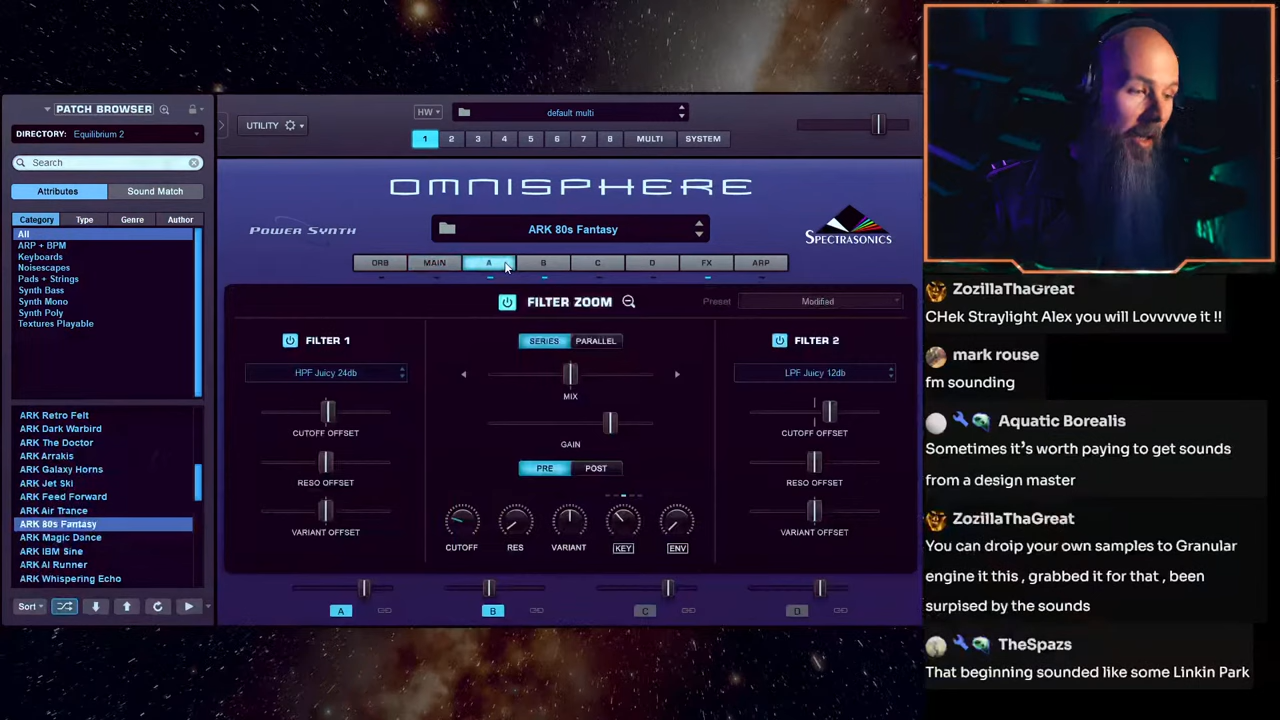 PATCH BROWSER
DIRECTORY: Equilibrium 2
Search
Attributes Sound Match
Category Type Genre Author
All
ARP + BPM
Keyboards
Noisescapes
Pads + Strings
Synth Bass
Synth Mono
Synth Poly
Textures Playable
ARK Retro Felt
ARK Dark Warbird
ARK The Doctor
ARK Arrakis
ARK Galaxy Horns
ARK Jet Ski
ARK Feed Forward
ARK Air Trance
ARK 80s Fantasy
ARK Magic Dance
ARK IBM Sine
ARK AI Runner
ARK Whispering Echo
Sort
UTILITY
HW
default multi
1 2 3 4 5 6 7 8 MULTI SYSTEM
OMNISPHERE
POWER SYNTH
ARK 80s Fantasy
SPECTRASONICS
ORB MAIN A B C D FX ARP
FILTER ZOOM
Preset Modified
FILTER 1
HPF Juicy 24db
CUTOFF OFFSET
RESO OFFSET
VARIANT OFFSET
SERIES PARALLEL
MIX
GAIN
PRE POST
CUTOFF RES VARIANT KEY ENV
FILTER 2
LPF Juicy 12db
CUTOFF OFFSET
RESO OFFSET
VARIANT OFFSET
A B C D
ZozillaThaGreat
CHek Straylight Alex you will Lovvvvve it !!
mark rouse
fm sounding
Aquatic Borealis
Sometimes it's worth paying to get sounds
from a design master
ZozillaThaGreat
You can droip your own samples to Granular
engine it this , grabbed it for that , been
surprised by the sounds
TheSpazs
That beginning sounded like some Linkin Park